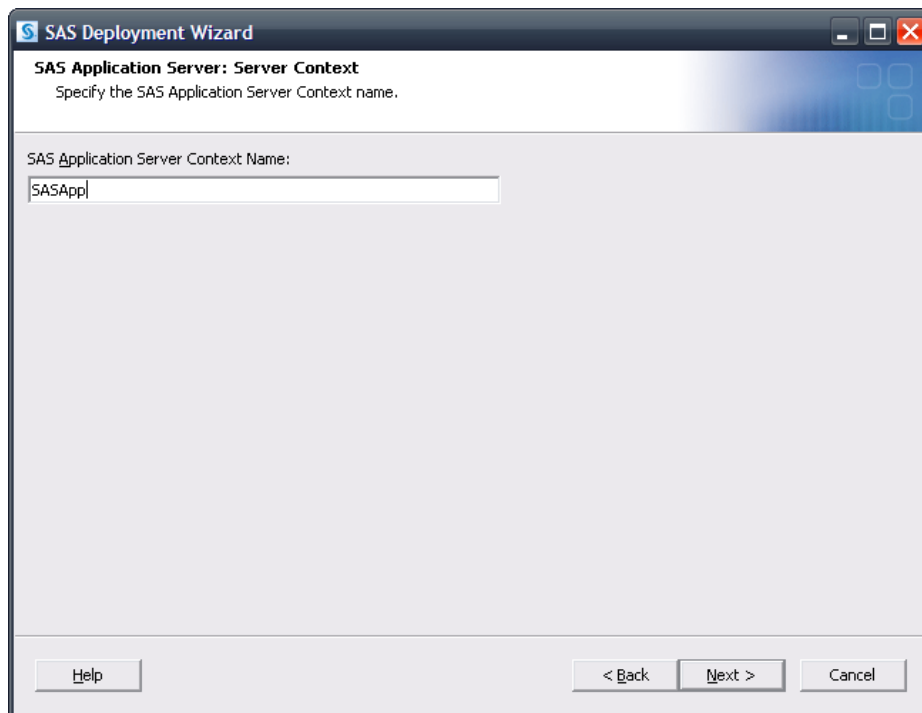 SAS Deployment Wizard
SAS Application Server: Server Context
Specify the SAS Application Server Context name.
SAS Application Server Context Name:
SASApp
Help
< Back
Next >
Cancel